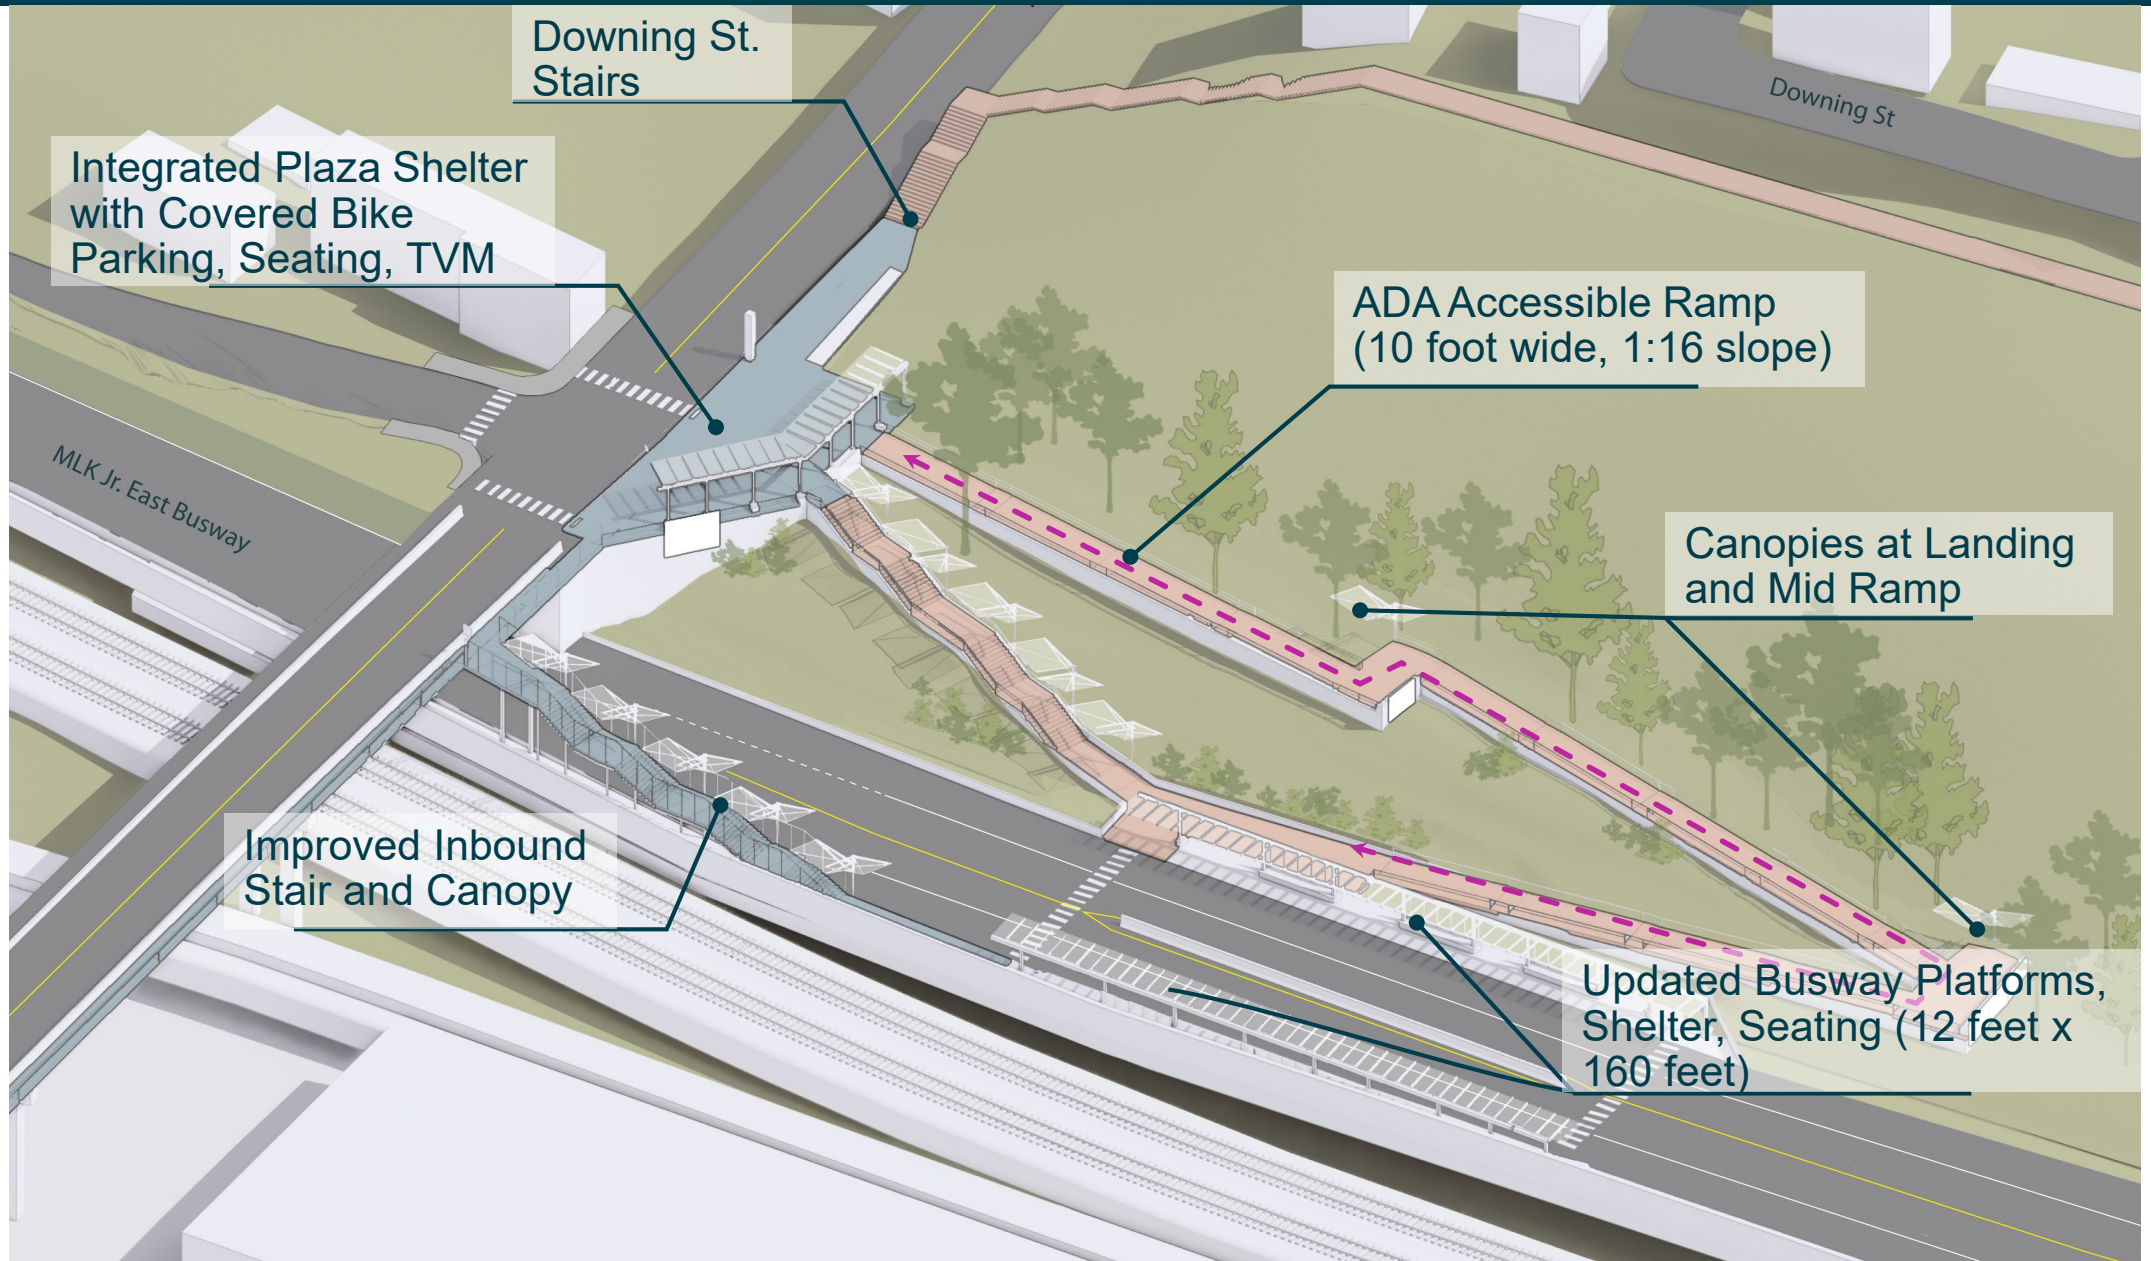 Downing St.
Stairs
Downing St
Integrated Plaza Shelter
with Covered Bike
Parking, Seating, TVM
ADA Accessible Ramp
(10 foot wide, 1:16 slope)
MLK Jr. East Busway
Canopies at Landing
and Mid Ramp
Improved Inbound
Stair and Canopy
Updated Busway Platforms,
Shelter, Seating (12 feet x
160 feet)